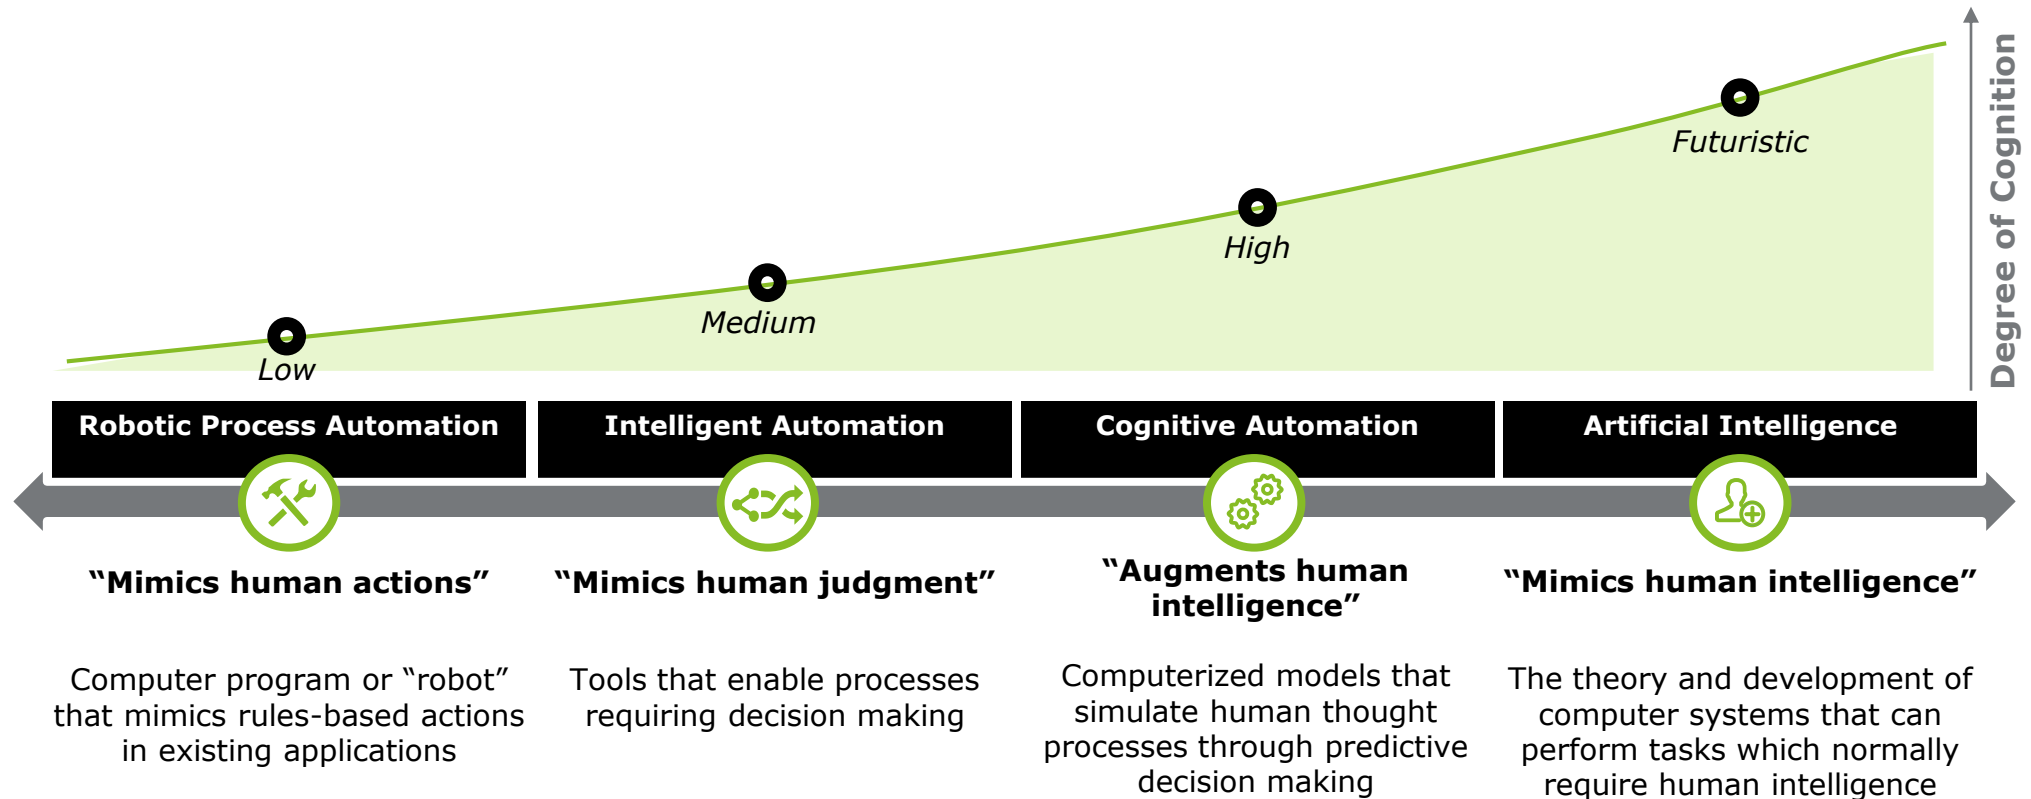 Degree of Cognition
Futuristic
High
Medium
Low
Robotic Process Automation
Intelligent Automation
Cognitive Automation
Artificial Intelligence
“Mimics human actions”
“Mimics human judgment”
“Augments human
intelligence”
“Mimics human intelligence”
Computer program or “robot”
that mimics rules-based actions
in existing applications
Tools that enable processes
requiring decision making
Computerized models that
simulate human thought
processes through predictive
decision making
The theory and development of
computer systems that can
perform tasks which normally
require human intelligence